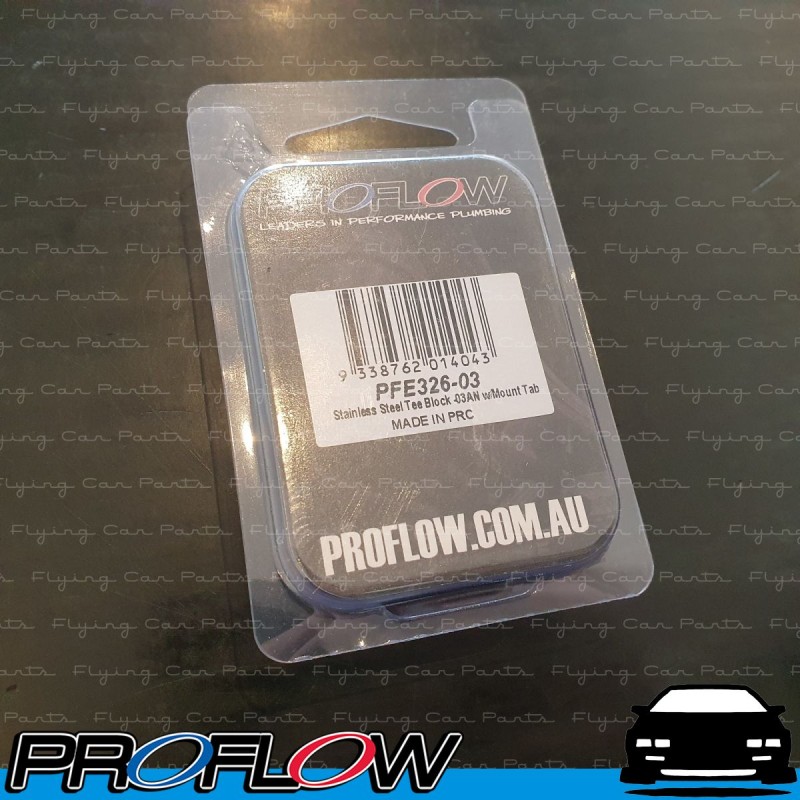 PROFLOW
LEADERS IN PERFORMANCE PLUMBING
9 338762 014043
PFE326-03
Stainless Steel Tee Block -03AN w/Mount Tab
MADE IN PRC
PROFLOW.COM.AU
Flying Car Parts
PROFLOW